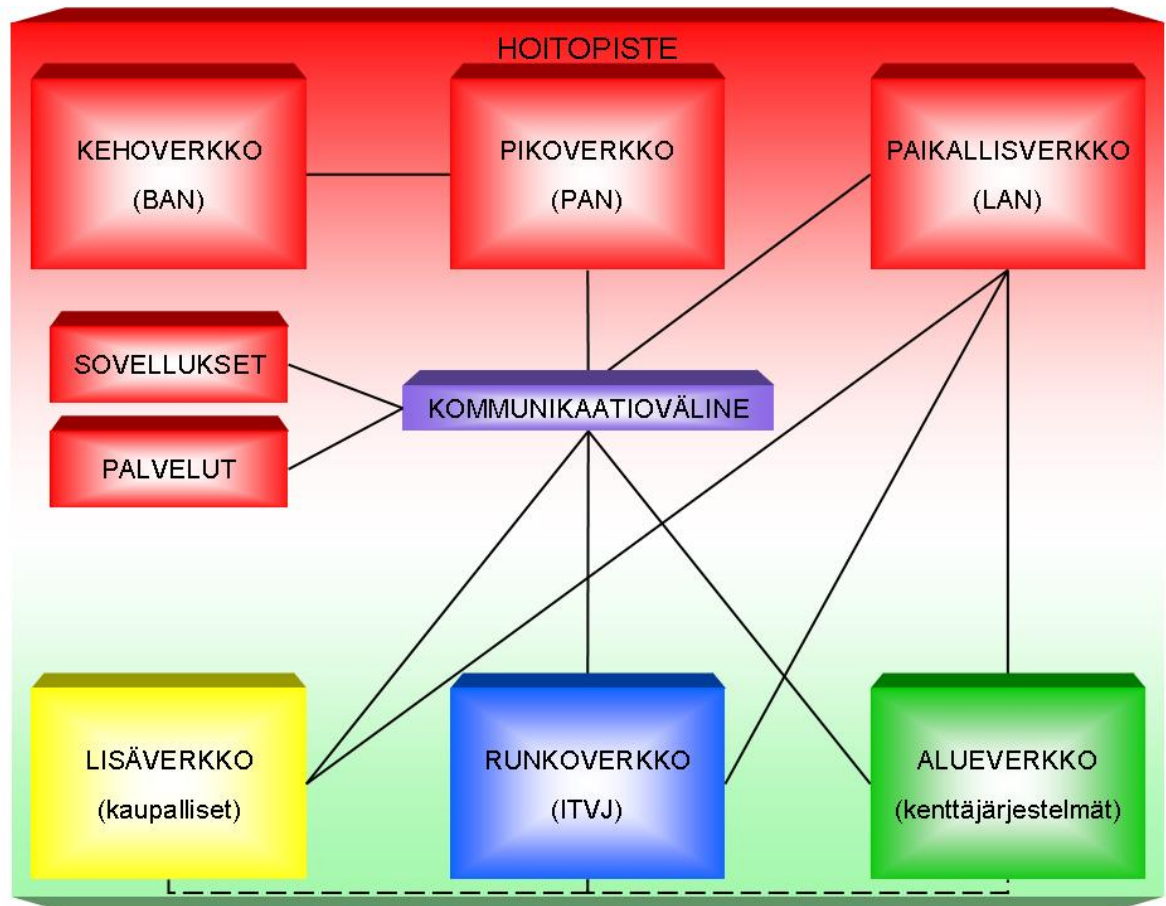 HOITOPISTE
KEHOVERKKO
(BAN)
PIKOVERKKO
(PAN)
PAIKALLISVERKKO
(LAN)
SOVELLUKSET
PALVELUT
KOMMUNIKAATIOVÄLINE
LISÄVERKKO
(kaupalliset)
RUNKOVERKKO
(ITVJ)
ALUEVERKKO
(kenttäjärjestelmät)